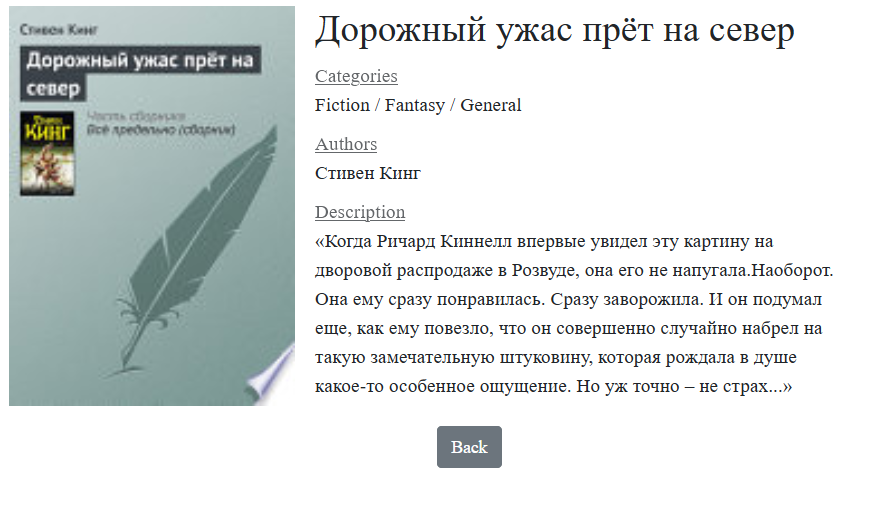 Стивен Кинг
Дорожный ужас прёт на
север
Часть сборника
Всё предельно (сборник)
КИНГ
Дорожный ужас прёт на север
Categories
Fiction / Fantasy / General
Authors
Стивен Кинг
Description
«Когда Ричард Киннелл впервые увидел эту картину на
дворовой распродаже в Розвуде, она его не напугала.Наоборот.
Она ему сразу понравилась. Сразу заворожила. И он подумал
еще, как ему повезло, что он совершенно случайно набрел на
такую замечательную штуковину, которая рождала в душе
какое-то особенное ощущение. Но уж точно – не страх...»
Back